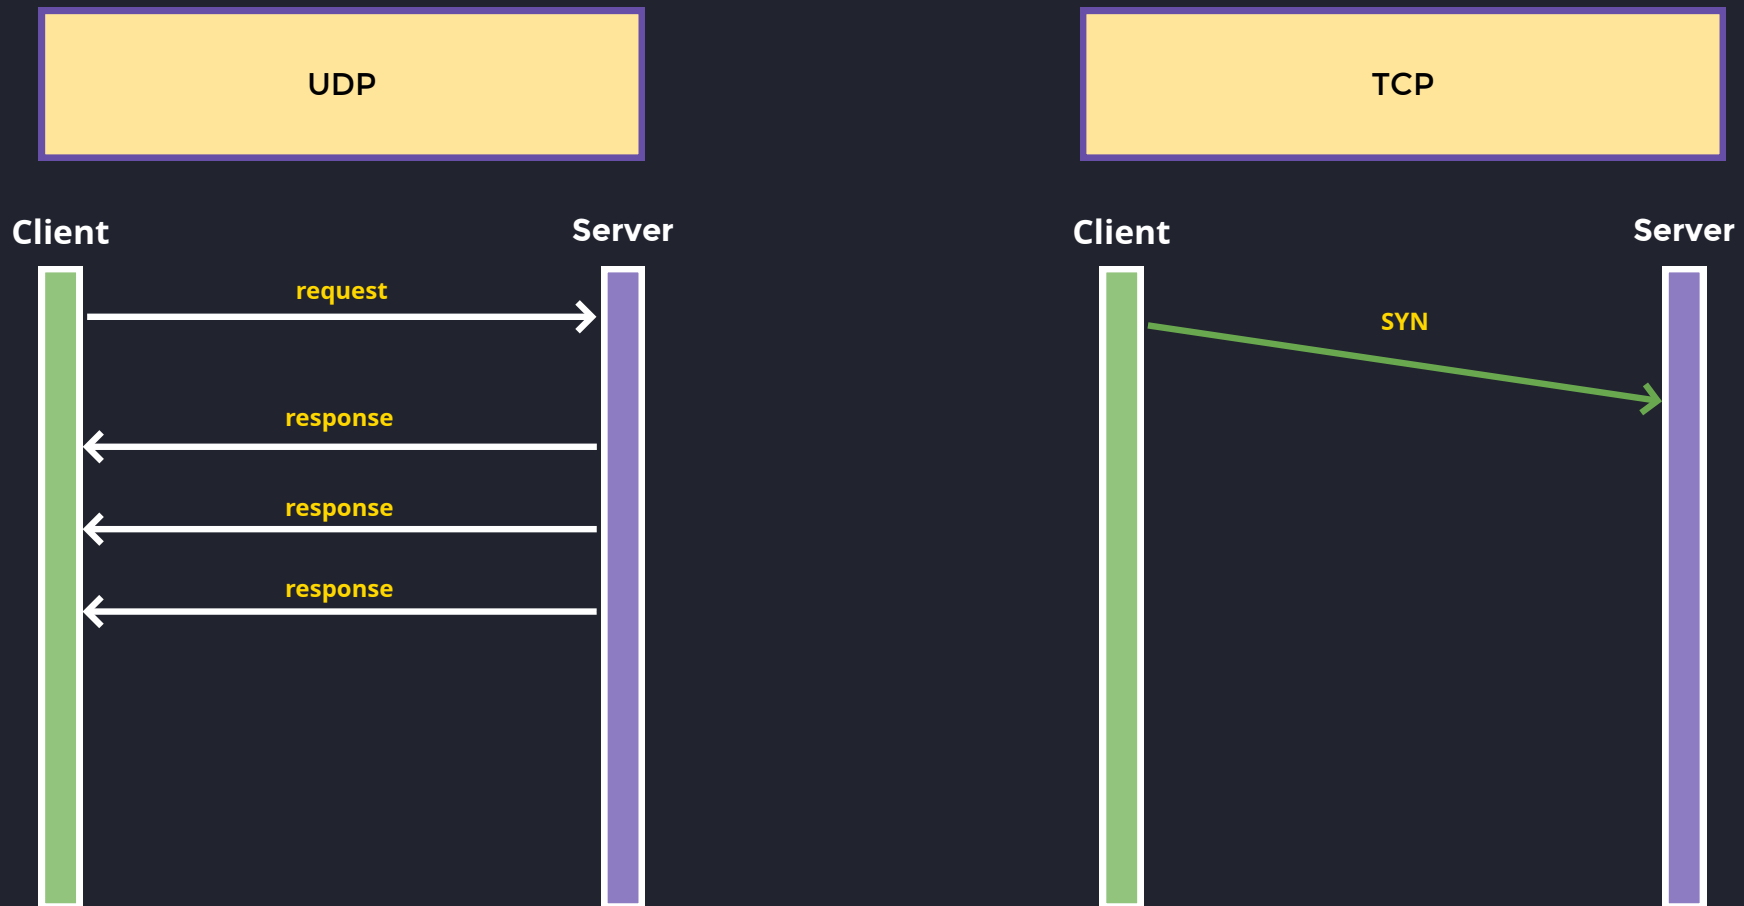 UDP
TCP
Client
Server
Client
Server
request
SYN
response
response
response